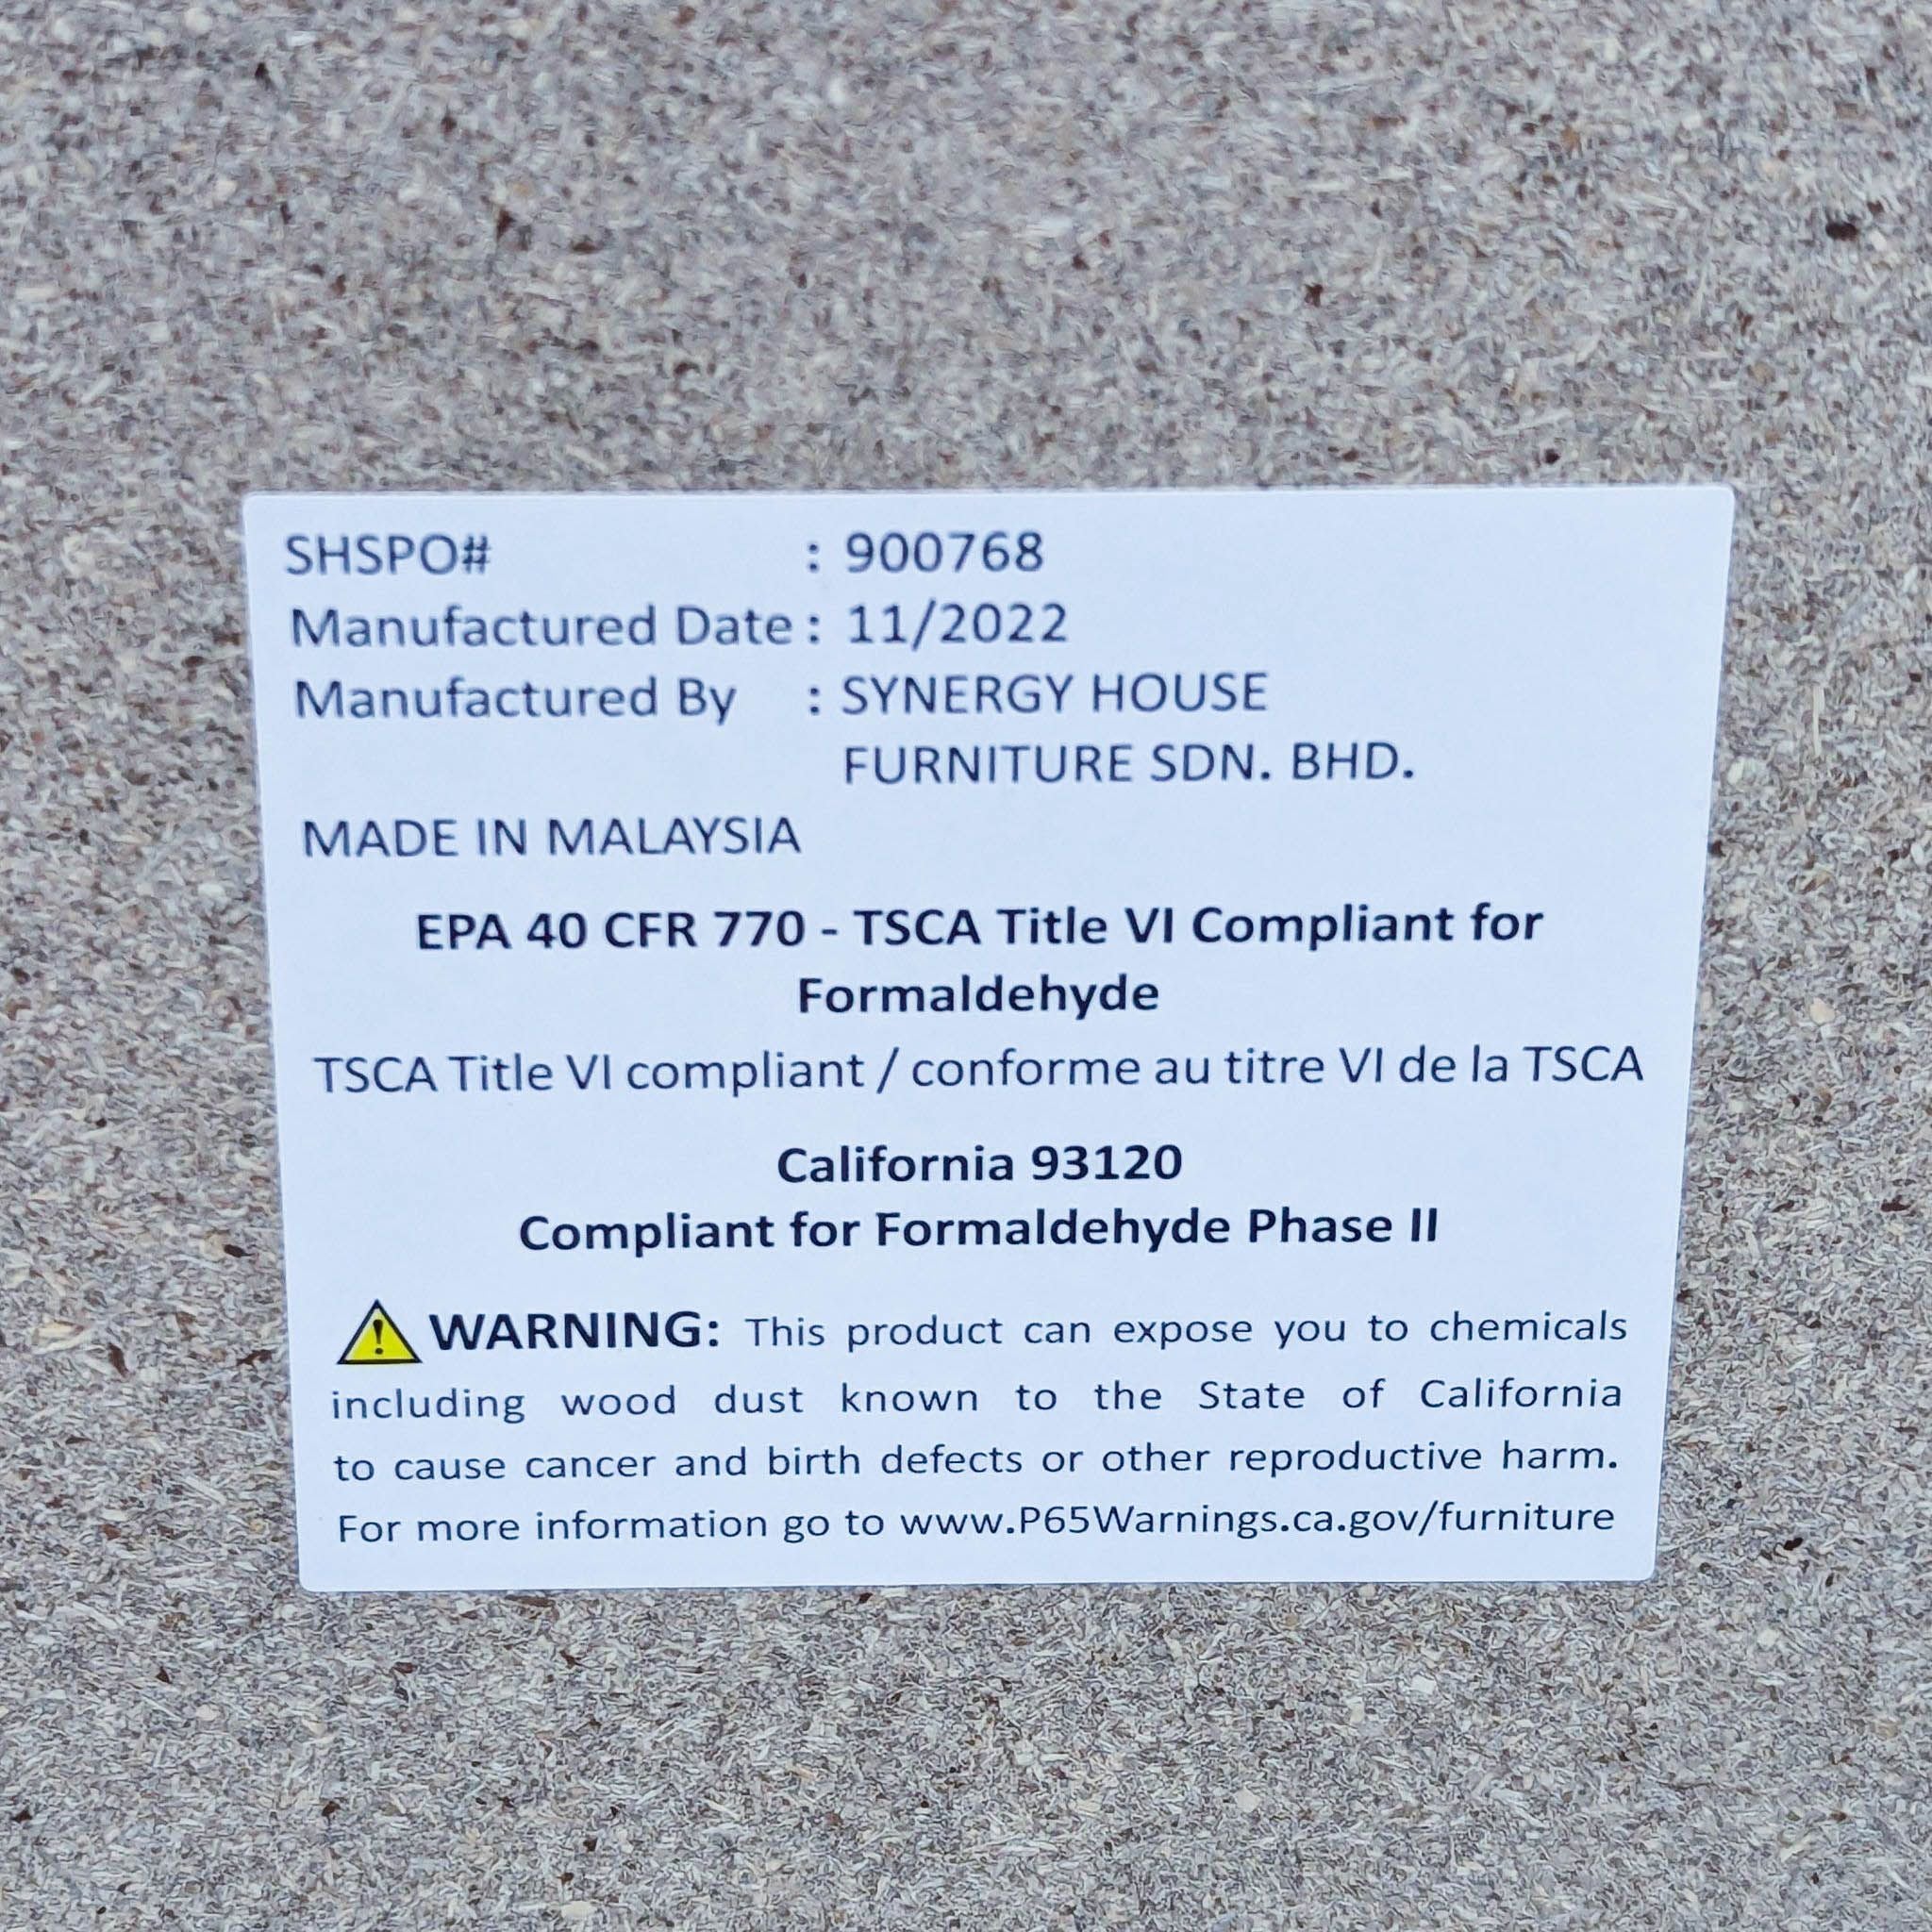 SHSPO# : 900768
Manufactured Date : 11/2022
Manufactured By : SYNERGY HOUSE
FURNITURE SDN. BHD.
MADE IN MALAYSIA
EPA 40 CFR 770 - TSCA Title VI Compliant for
Formaldehyde
TSCA Title VI compliant / conforme au titre VI de la TSCA
California 93120
Compliant for Formaldehyde Phase II
WARNING: This product can expose you to chemicals
including wood dust known to the State of California
to cause cancer and birth defects or other reproductive harm.
For more information go to www.P65Warnings.ca.gov/furniture